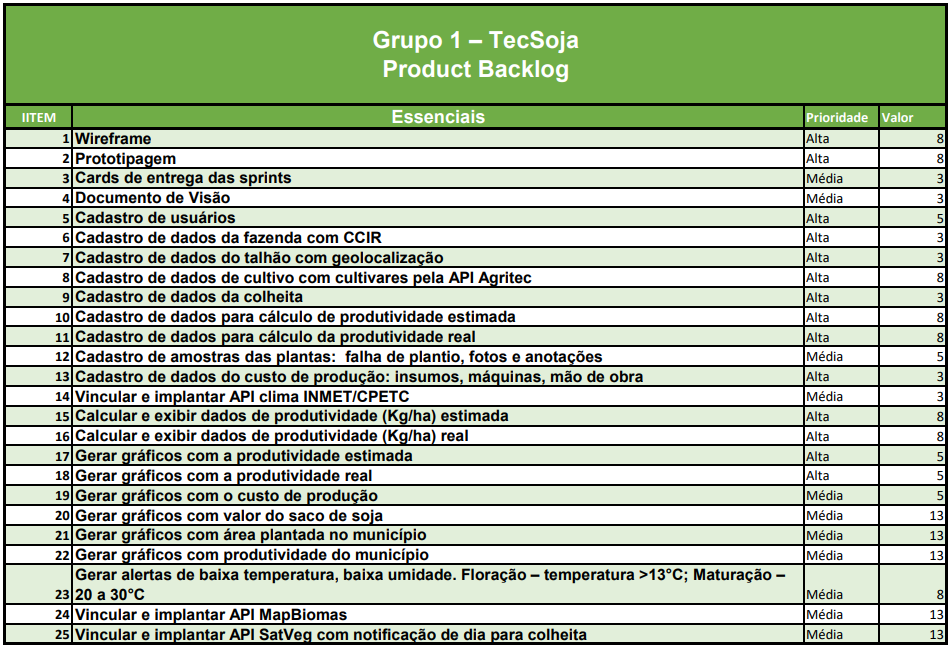 Grupo 1 – TecSoja
Product Backlog
IITEM Essenciais Prioridade Valor
1 Wireframe Alta 8
2 Prototipagem Alta 8
3 Cards de entrega das sprints Média 3
4 Documento de Visão Média 3
5 Cadastro de usuários Alta 5
6 Cadastro de dados da fazenda com CCIR Alta 3
7 Cadastro de dados do talhão com geolocalização Alta 3
8 Cadastro de dados de cultivo com cultivares pela API Agritec Alta 8
9 Cadastro de dados da colheita Alta 3
10 Cadastro de dados para cálculo de produtividade estimada Alta 8
11 Cadastro de dados para cálculo da produtividade real Alta 8
12 Cadastro de amostras das plantas: falha de plantio, fotos e anotações Média 5
13 Cadastro de dados do custo de produção: insumos, máquinas, mão de obra Alta 3
14 Vincular e implantar API clima INMET/CPETC Média 3
15 Calcular e exibir dados de produtividade (Kg/ha) estimada Alta 8
16 Calcular e exibir dados de produtividade (Kg/ha) real Alta 8
17 Gerar gráficos com a produtividade estimada Alta 5
18 Gerar gráficos com a produtividade real Alta 5
19 Gerar gráficos com o custo de produção Média 5
20 Gerar gráficos com valor do saco de soja Média 13
21 Gerar gráficos com área plantada no município Média 13
22 Gerar gráficos com produtividade do município Média 13
Gerar alertas de baixa temperatura, baixa umidade. Floração – temperatura >13°C; Maturação –
23 20 a 30°C Média 8
24 Vincular e implantar API MapBiomas Média 13
25 Vincular e implantar API SatVeg com notificação de dia para colheita Média 13